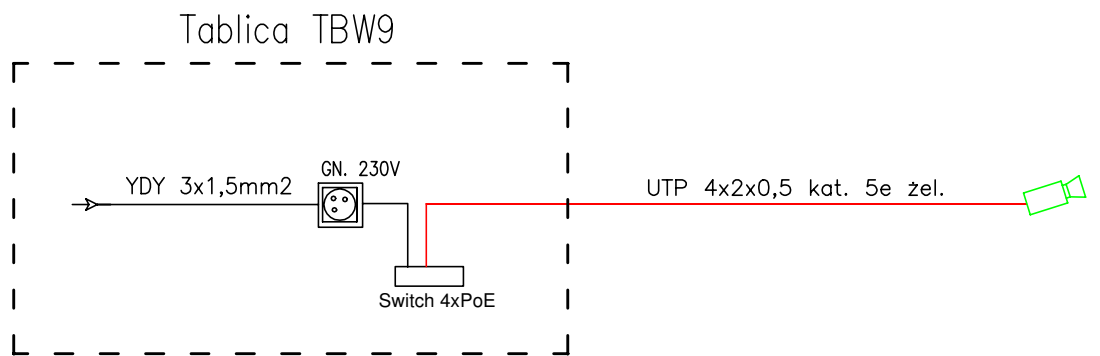 Tablica TBW9
GN. 230V
YDY 3x1,5mm2
UTP 4x2x0,5 kat. 5e żel.
Switch 4xPoE